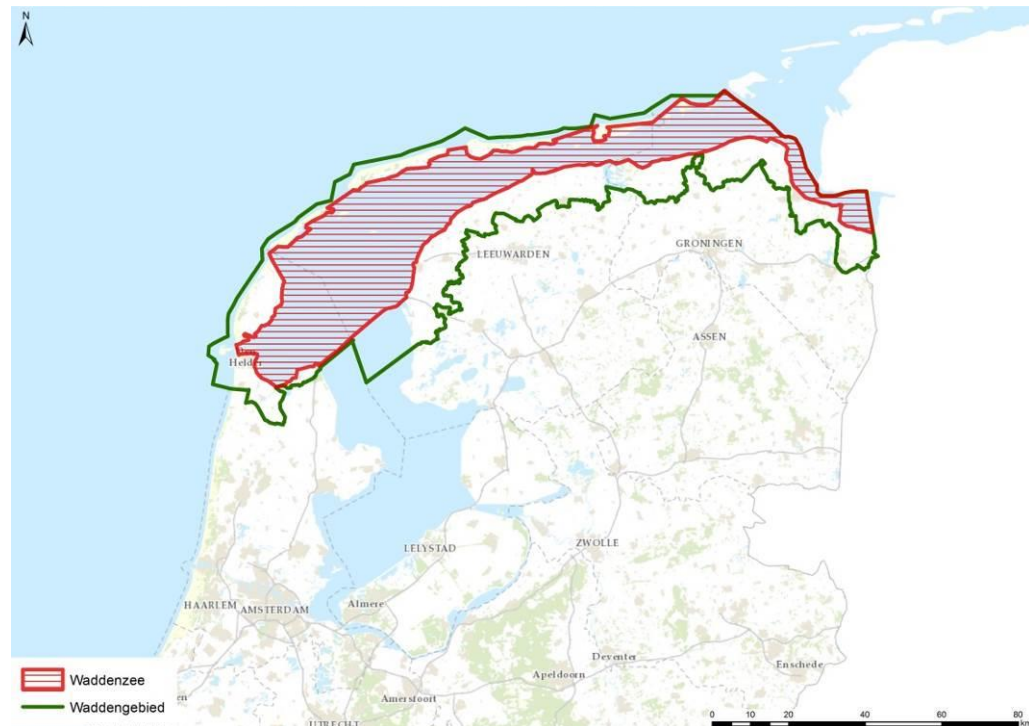 N
LEEUWARDEN
GRONINGEN
ASSEN
Helder
LELYSTAD
ZWOLLE
HAARLEM
AMSTERDAM
Almere
Deventer
Enschede
Apeldoorn
Amersfoort
UTRECHT
Waddenzee
Waddengebied
0 10 20 40 60 80